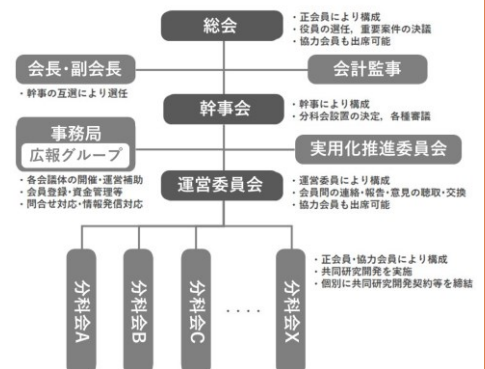 総会
・正会員により構成
・役員の選任，重要案件の決議
・協力会員も出席可能
会長・副会長
・幹事の互選により選任
会計監事
幹事会
・幹事により構成
・分科会設置の決定，各種審議
事務局
広報グループ
・各会議体の開催・運営補助
・会員登録・資金管理等
・問合せ対応・情報発信対応
実用化推進委員会
運営委員会
・運営委員により構成
・会員間の連絡・報告・意見の聴取・交換
・協力会員も出席可能
分科会A
分科会B
分科会C
‥‥
分科会X
・正会員・協力会員により構成
・共同研究開発を実施
・個別に共同研究開発契約等を締結